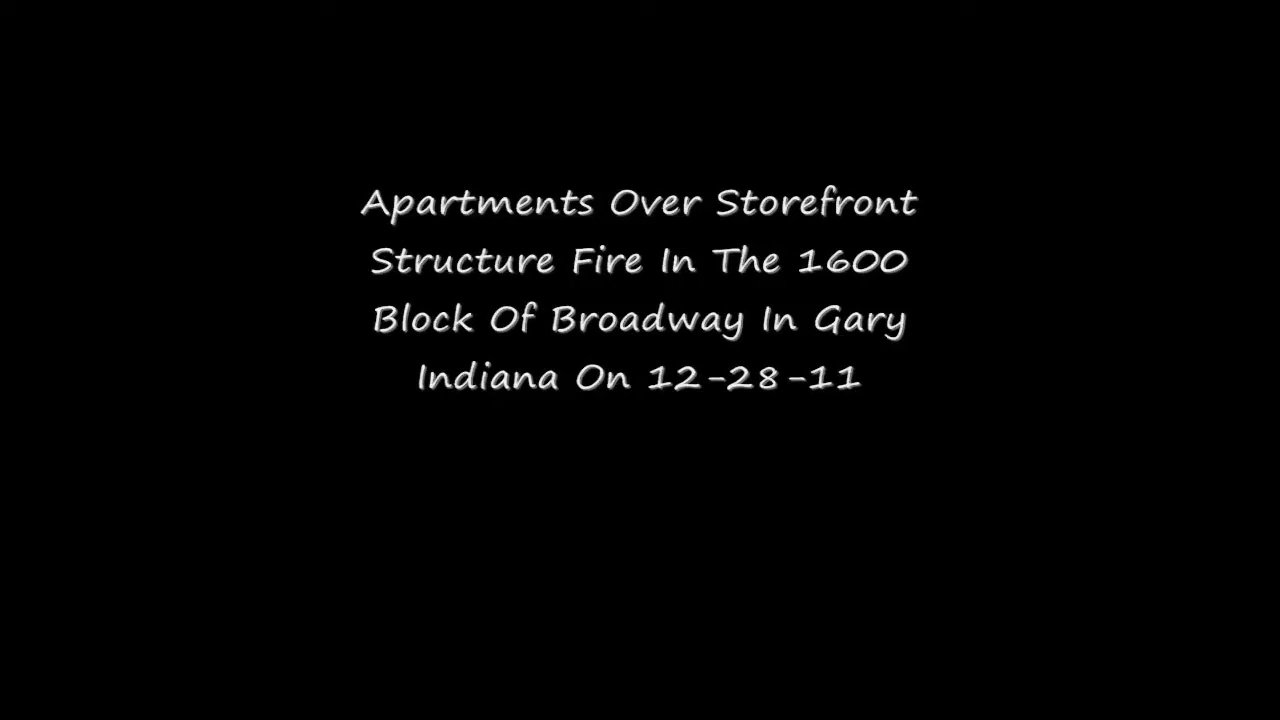 Apartments Over Storefront
Structure Fire In The 1600
Block Of Broadway In Gary
Indiana On 12-28-11